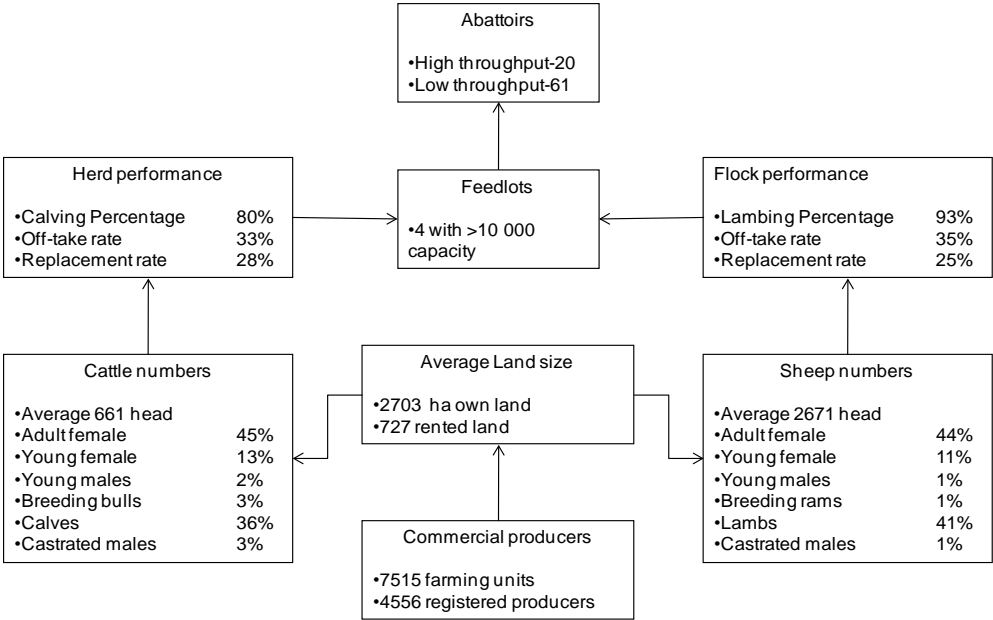 Abattoirs
•High throughput-20
•Low throughput-61
Herd performance
•Calving Percentage 80%
•Off-take rate 33%
•Replacement rate 28%
Feedlots
•4 with >10 000
capacity
Flock performance
•Lambing Percentage 93%
•Off-take rate 35%
•Replacement rate 25%
Cattle numbers
•Average 661 head
•Adult female 45%
•Young female 13%
•Young males 2%
•Breeding bulls 3%
•Calves 36%
•Castrated males 3%
Average Land size
•2703 ha own land
•727 rented land
Sheep numbers
•Average 2671 head
•Adult female 44%
•Young female 11%
•Young males 1%
•Breeding rams 1%
•Lambs 41%
•Castrated males 1%
Commercial producers
•7515 farming units
•4556 registered producers